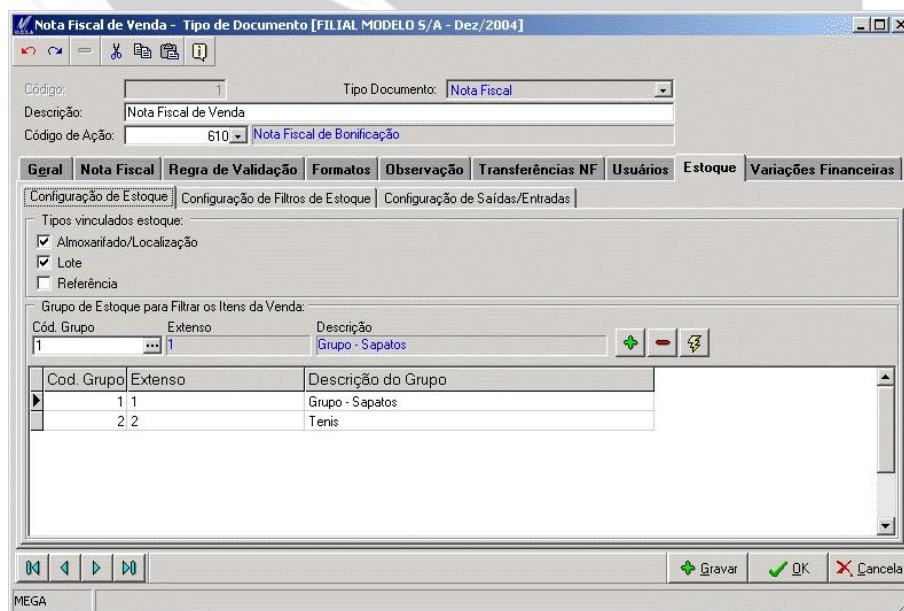 Nota Fiscal de Venda - Tipo de Documento [FILIAL MODELO S/A - Dez/2004]
Código: 1 Tipo Documento: Nota Fiscal
Descrição: Nota Fiscal de Venda
Código de Ação: 610 Nota Fiscal de Bonificação
Geral Nota Fiscal Regra de Validação Formatos Observação Transferências NF Usuários Estoque Variações Financeiras
Configuração de Estoque Configuração de Filtros de Estoque Configuração de Saídas/Entradas
Tipos vinculados estoque:
Almoxarifado/Localização
Lote
Referência
Grupo de Estoque para Filtrar os Itens da Venda:
Cód. Grupo Extenso Descrição
1 ... 1 Grupo - Sapatos
Cod. Grupo Extenso Descrição do Grupo
1 1 Grupo - Sapatos
2 2 Tenis
Gravar OK Cancela
MEGA